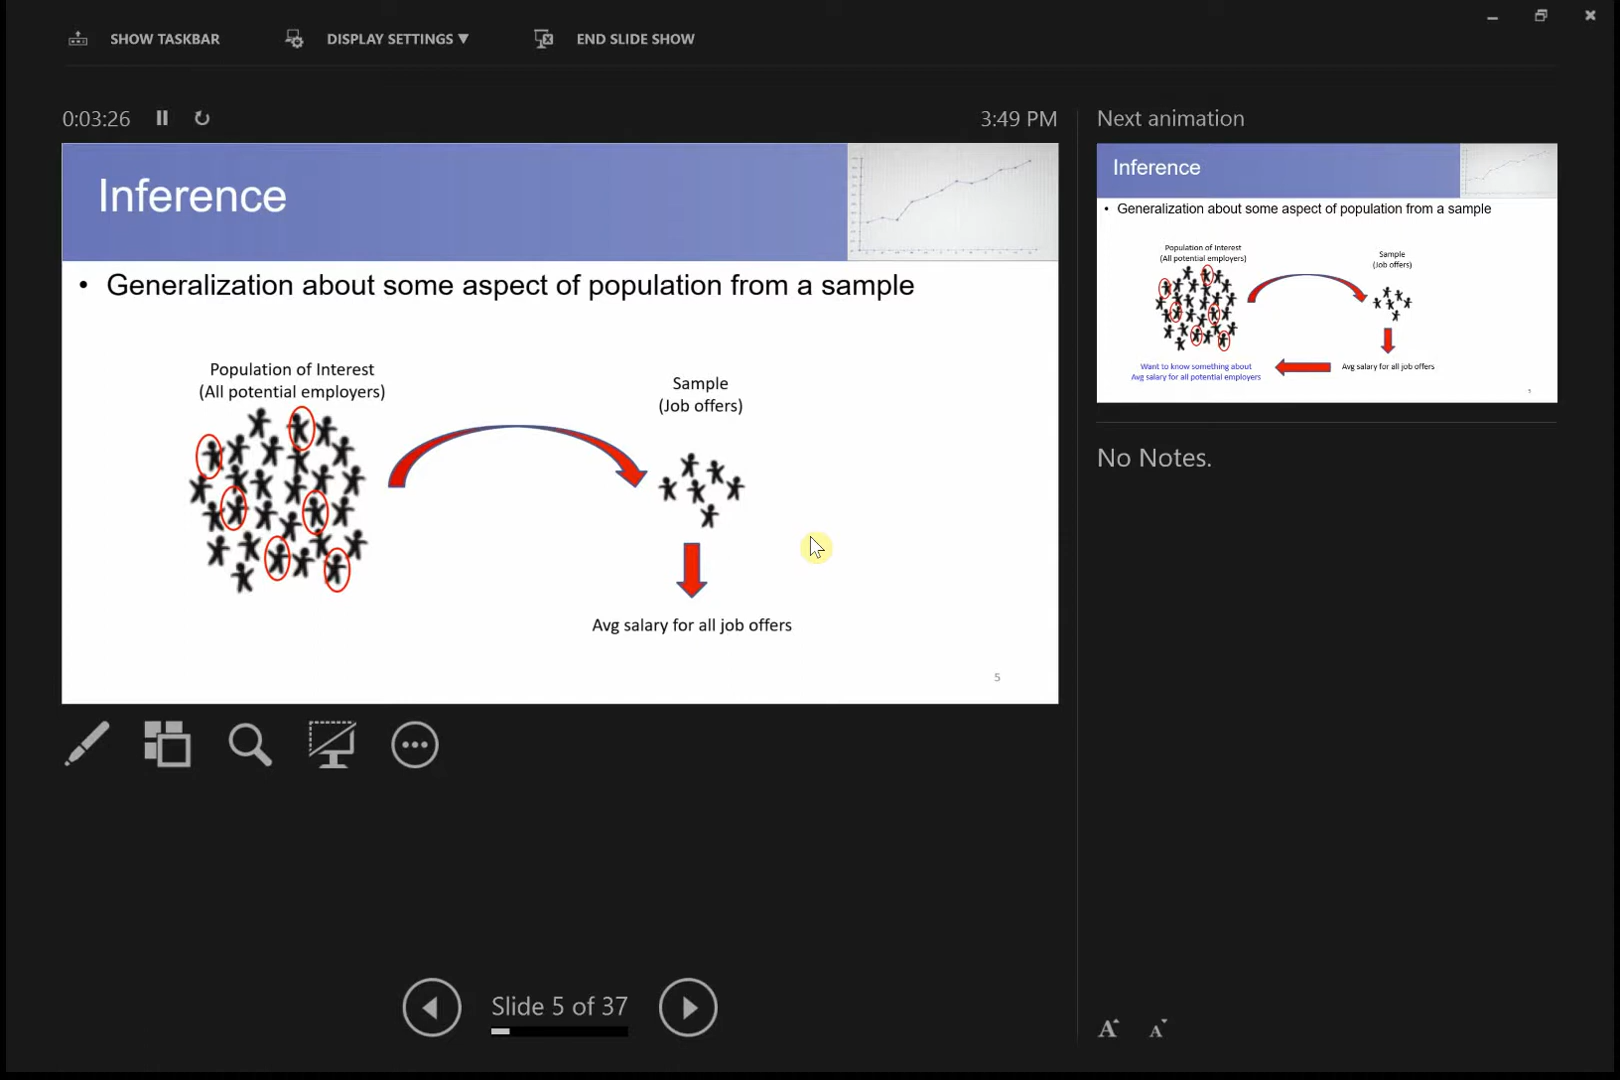 SHOW TASKBAR
DISPLAY SETTINGS ▼
END SLIDE SHOW
0:03:26
3:49 PM
Inference
• Generalization about some aspect of population from a sample
Population of Interest
(All potential employers)
Sample
(Job offers)
Avg salary for all job offers
5
Slide 5 of 37
Next animation
Inference
• Generalization about some aspect of population from a sample
Population of Interest
(All potential employers)
Sample
(Job offers)
Want to know something about
Avg salary for all potential employers
Avg salary for all job offers
5
No Notes.
A A